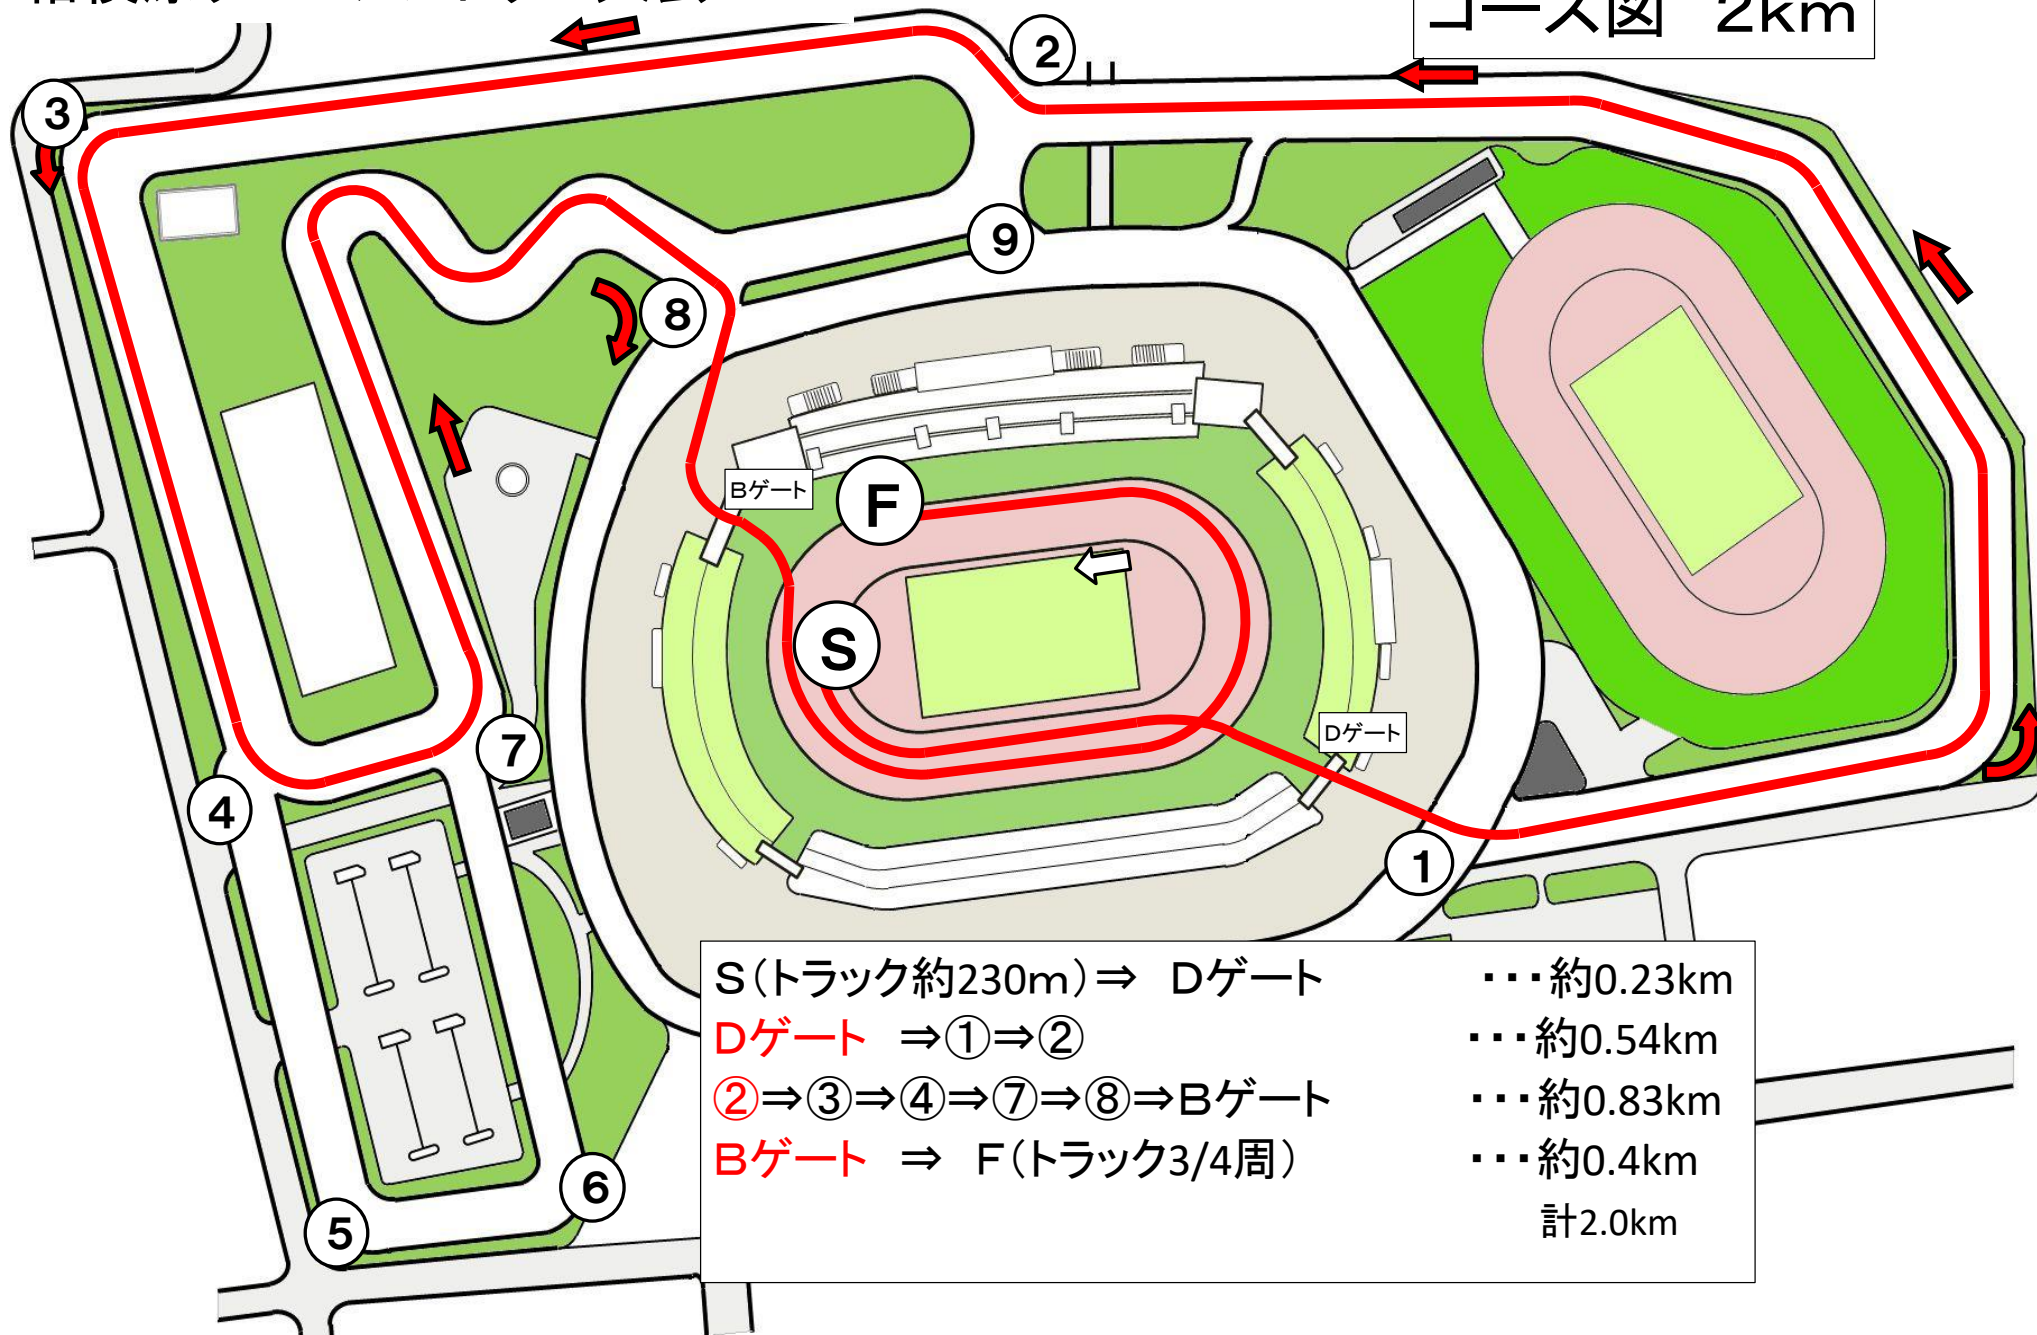 コース図 2km
②
③
⑨
⑧
Bゲート
F
S
Dゲート
⑦
④
①
⑥
⑤
S(トラック約230m)⇒ Dゲート ・・・約0.23km
Dゲート ⇒①⇒② ・・・約0.54km
②⇒③⇒④⇒⑦⇒⑧⇒Bゲート ・・・約0.83km
Bゲート ⇒ F(トラック3/4周) ・・・約0.4km
計2.0km